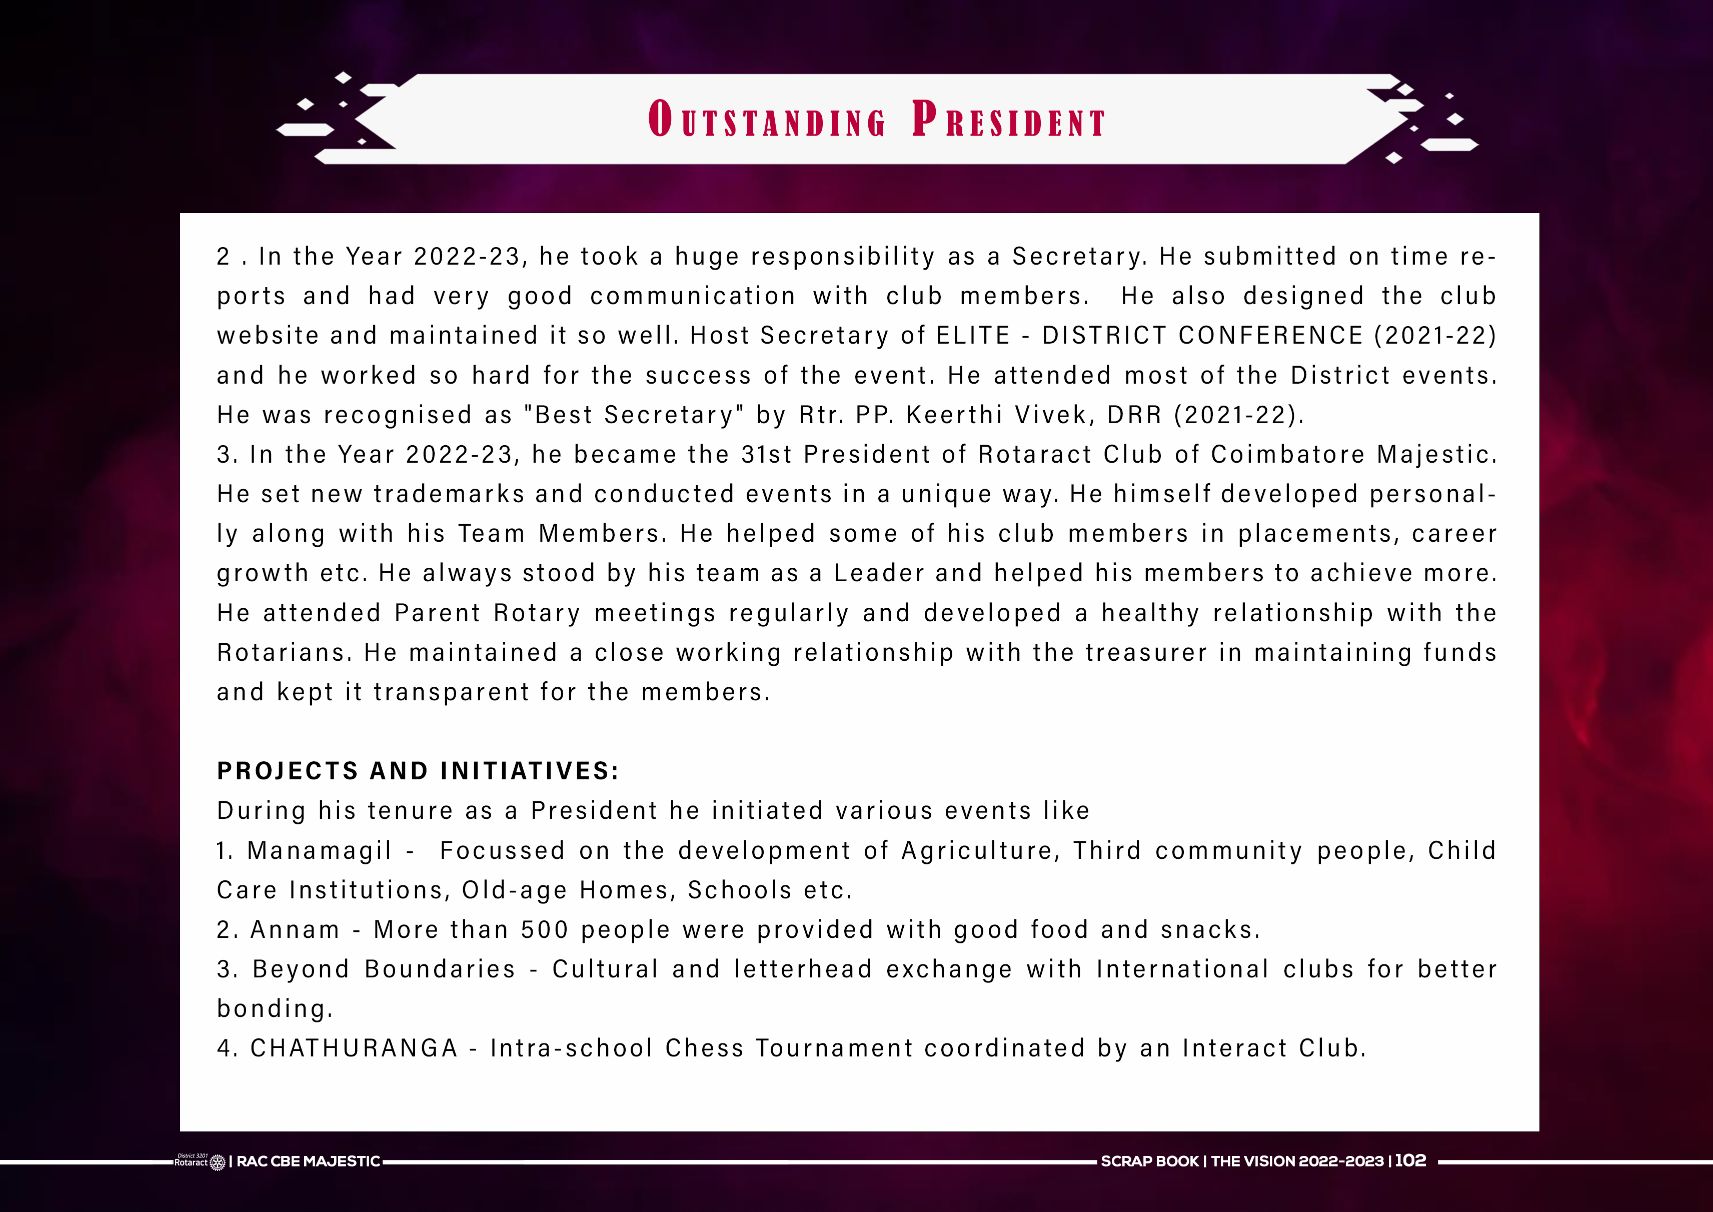 OUTSTANDING PRESIDENT
2 . In the Year 2022-23, he took a huge responsibility as a Secretary. He submitted on time re-
ports and had very good communication with club members.  He also designed the club
website and maintained it so well. Host Secretary of ELITE - DISTRICT CONFERENCE (2021-22)
and he worked so hard for the success of the event. He attended most of the District events.
He was recognised as "Best Secretary" by Rtr. PP. Keerthi Vivek, DRR (2021-22).
3. In the Year 2022-23, he became the 31st President of Rotaract Club of Coimbatore Majestic.
He set new trademarks and conducted events in a unique way. He himself developed personal-
ly along with his Team Members. He helped some of his club members in placements, career
growth etc. He always stood by his team as a Leader and helped his members to achieve more.
He attended Parent Rotary meetings regularly and developed a healthy relationship with the
Rotarians. He maintained a close working relationship with the treasurer in maintaining funds
and kept it transparent for the members.
PROJECTS AND INITIATIVES:
During his tenure as a President he initiated various events like
1. Manamagil -  Focussed on the development of Agriculture, Third community people, Child
Care Institutions, Old-age Homes, Schools etc.
2. Annam - More than 500 people were provided with good food and snacks.
3. Beyond Boundaries - Cultural and letterhead exchange with International clubs for better
bonding.
4. CHATHURANGA - Intra-school Chess Tournament coordinated by an Interact Club.
District 3201
Rotaract | RAC CBE MAJESTIC
SCRAP BOOK | THE VISION 2022-2023 | 102